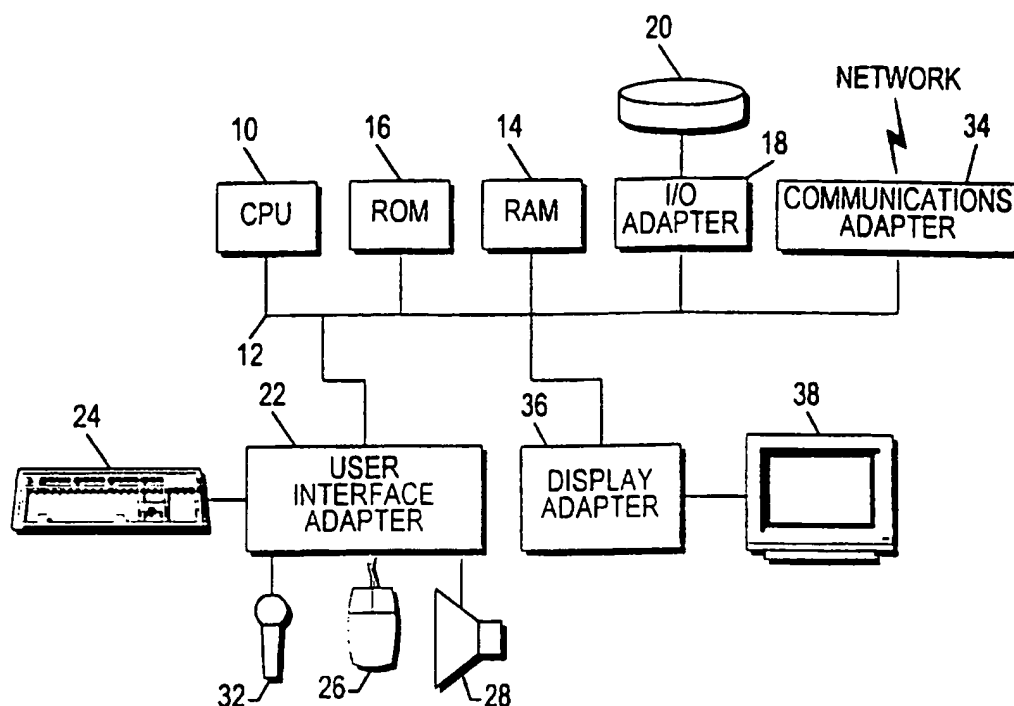 20
NETWORK
10
16
14
18
34
CPU
ROM
RAM
I/O
ADAPTER
COMMUNICATIONS
ADAPTER
12
22
36
38
24
USER
INTERFACE
ADAPTER
DISPLAY
ADAPTER
32
26
28